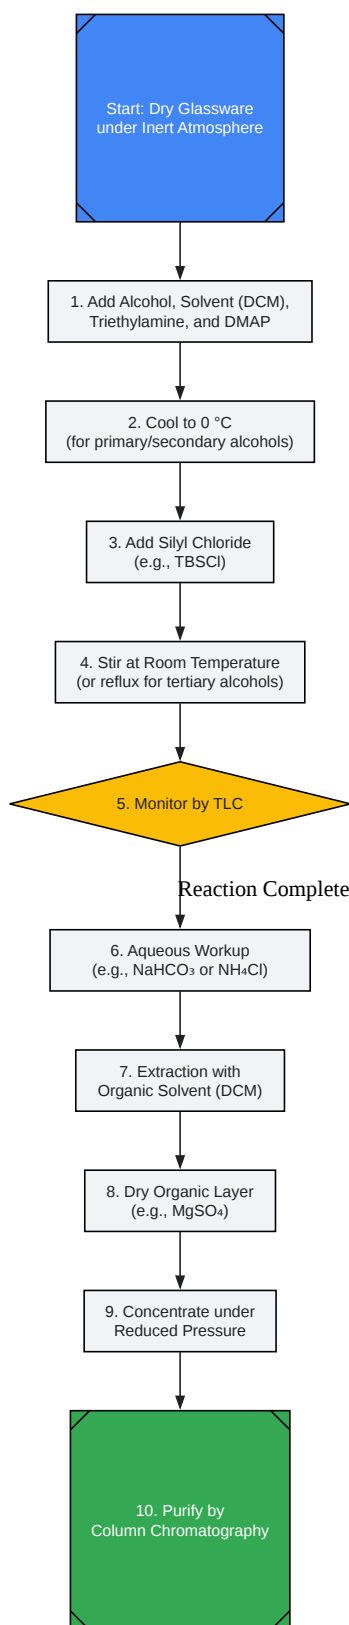 Start: Dry Glassware
under Inert Atmosphere
1. Add Alcohol, Solvent (DCM),
Triethylamine, and DMAP
2. Cool to 0 °C
(for primary/secondary alcohols)
3. Add Silyl Chloride
(e.g., TBSCl)
4. Stir at Room Temperature
(or reflux for tertiary alcohols)
5. Monitor by TLC
Reaction Complete
6. Aqueous Workup
(e.g., NaHCO₃ or NH₄Cl)
7. Extraction with
Organic Solvent (DCM)
8. Dry Organic Layer
(e.g., MgSO₄)
9. Concentrate under
Reduced Pressure
10. Purify by
Column Chromatography